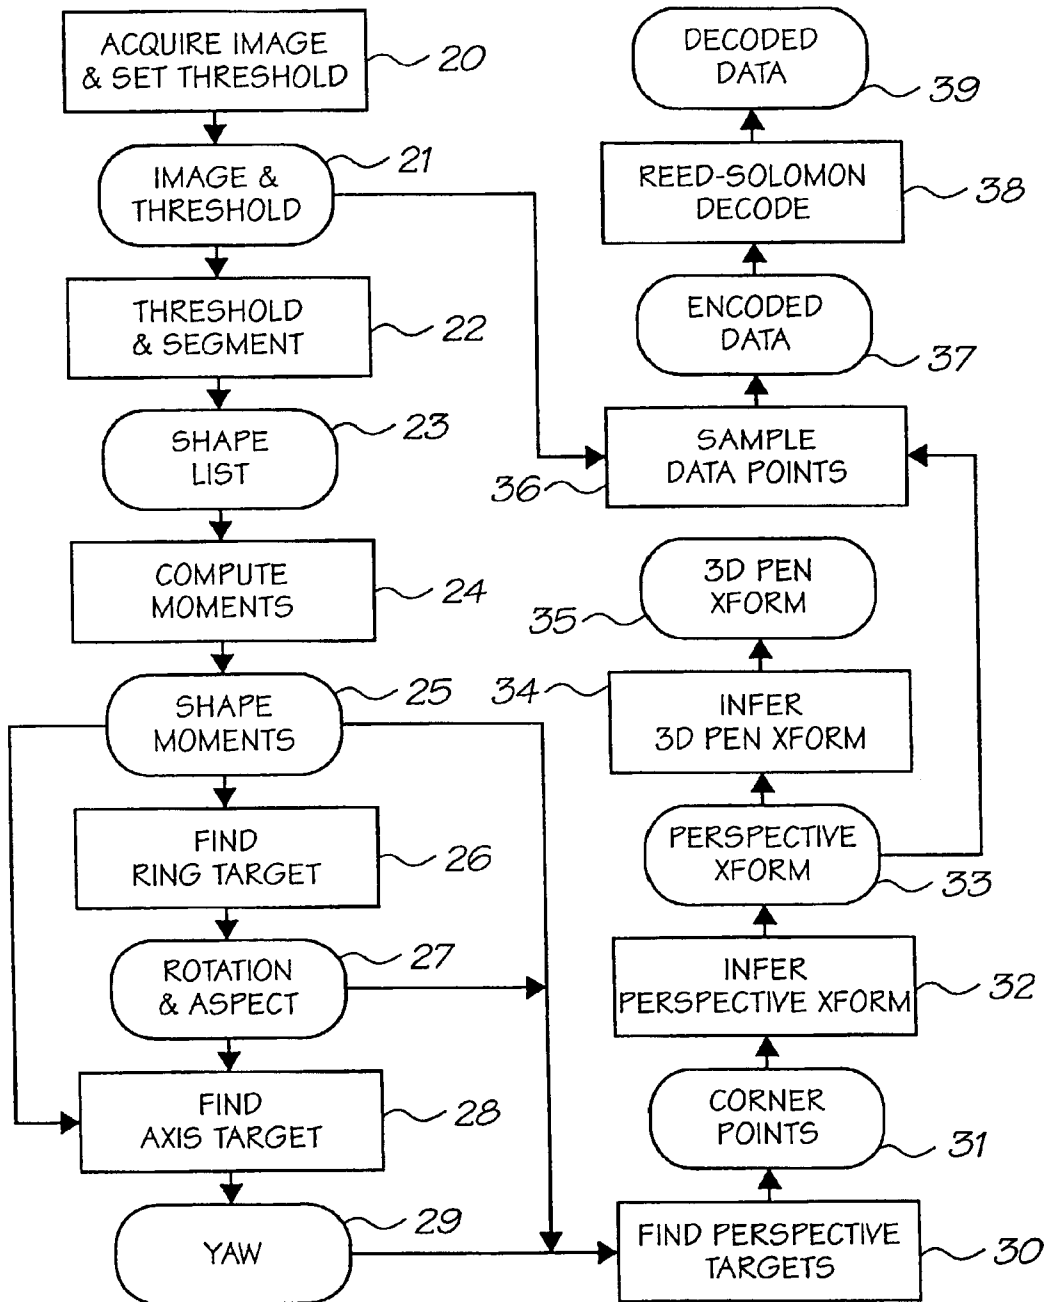 ACQUIRE IMAGE
& SET THRESHOLD
20
IMAGE &
THRESHOLD
21
THRESHOLD
& SEGMENT
22
SHAPE
LIST
23
COMPUTE
MOMENTS
24
SHAPE
MOMENTS
25
FIND
RING TARGET
26
ROTATION
& ASPECT
27
FIND
AXIS TARGET
28
YAW
29
DECODED
DATA
39
REED-SOLOMON
DECODE
38
ENCODED
DATA
37
SAMPLE
DATA POINTS
36
3D PEN
XFORM
35
INFER
3D PEN XFORM
34
PERSPECTIVE
XFORM
33
INFER
PERSPECTIVE XFORM
32
CORNER
POINTS
31
FIND PERSPECTIVE
TARGETS
30